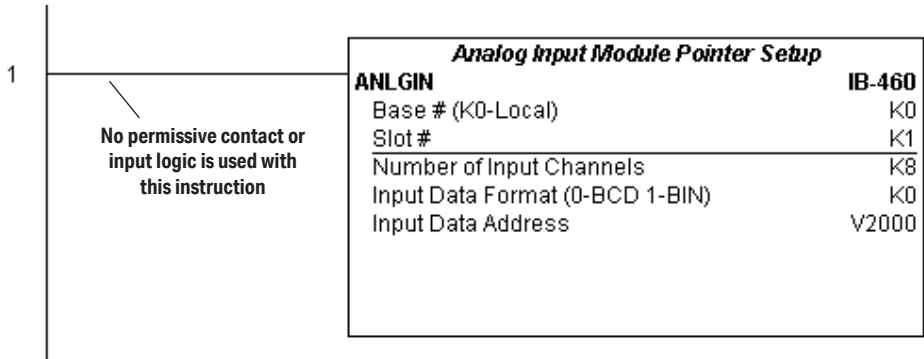 1
Analog Input Module Pointer Setup
ANLGIN IB-460
Base # (K0-Local) K0
Slot # K1
Number of Input Channels K8
Input Data Format (0-BCD 1-BIN) K0
Input Data Address V2000
No permissive contact or
input logic is used with
this instruction